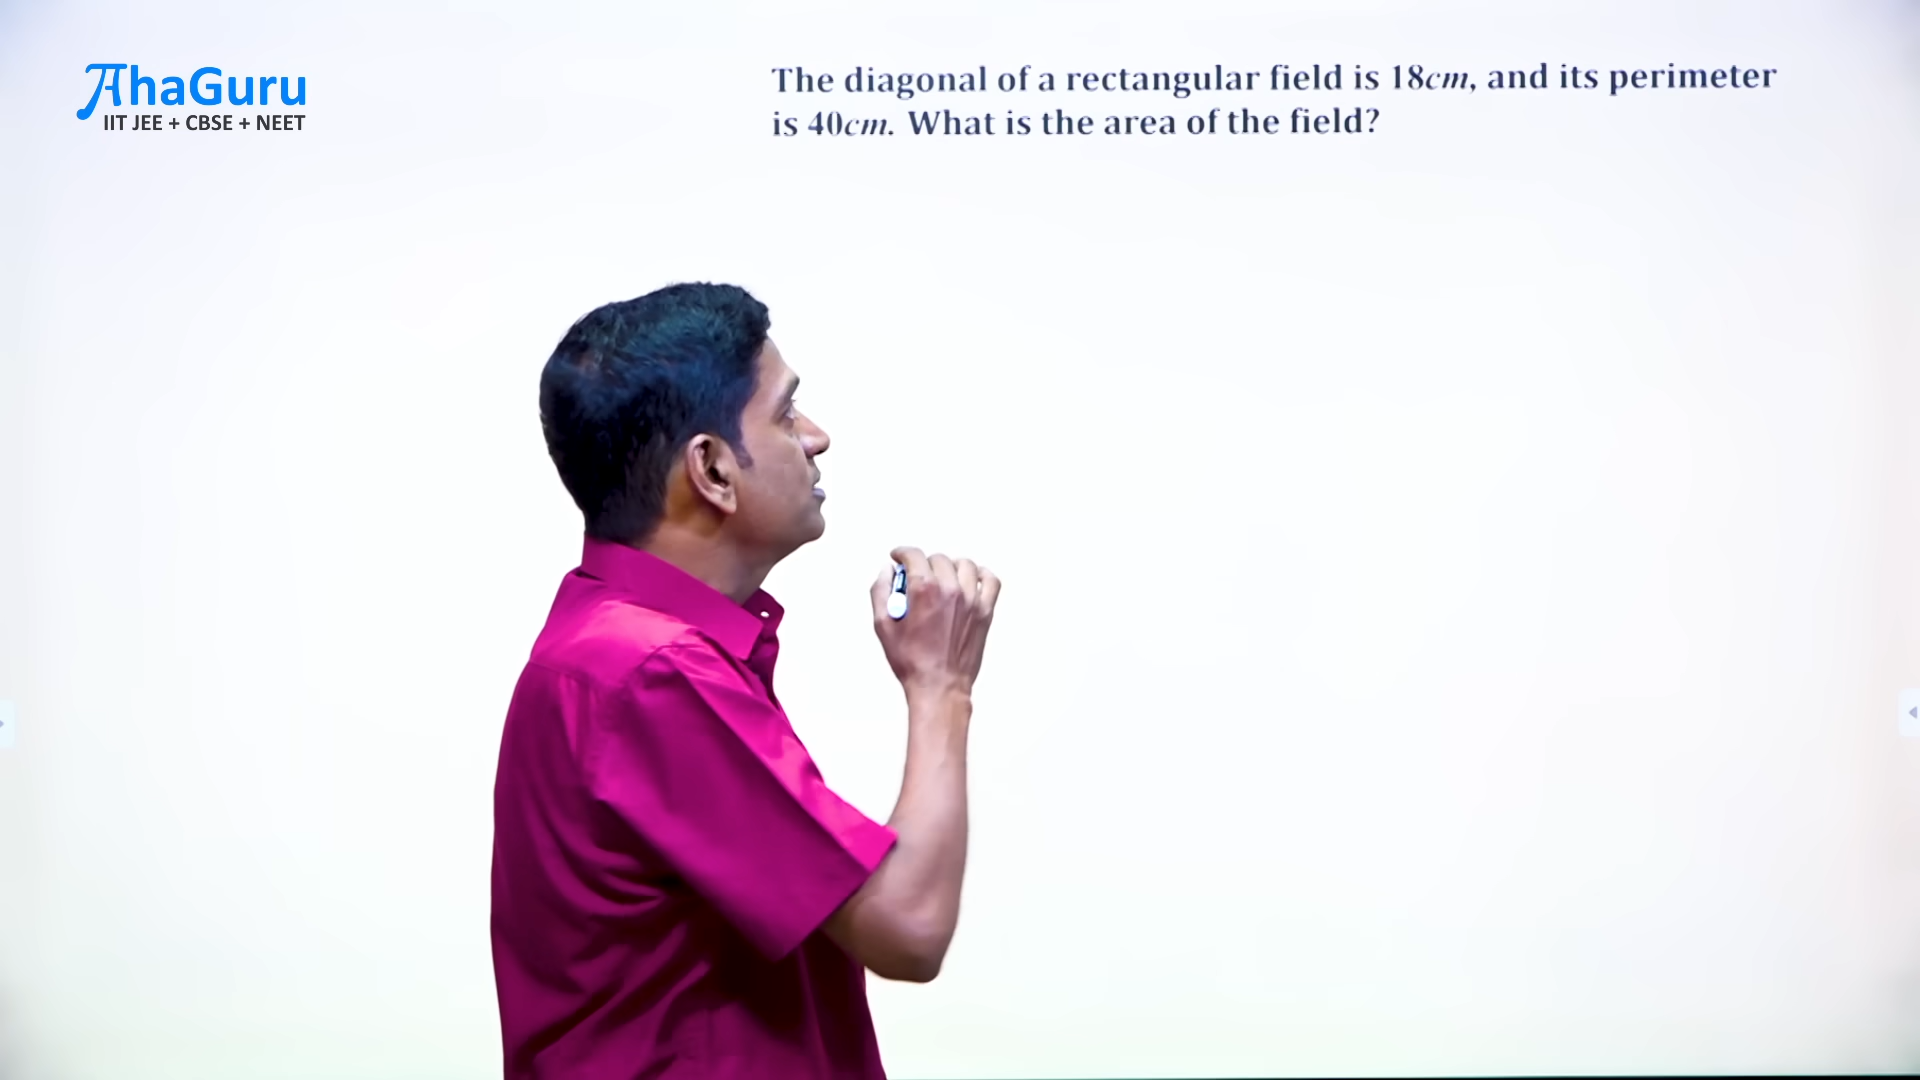 AhaGuru
IIT JEE + CBSE + NEET
The diagonal of a rectangular field is 18cm, and its perimeter
is 40cm. What is the area of the field?